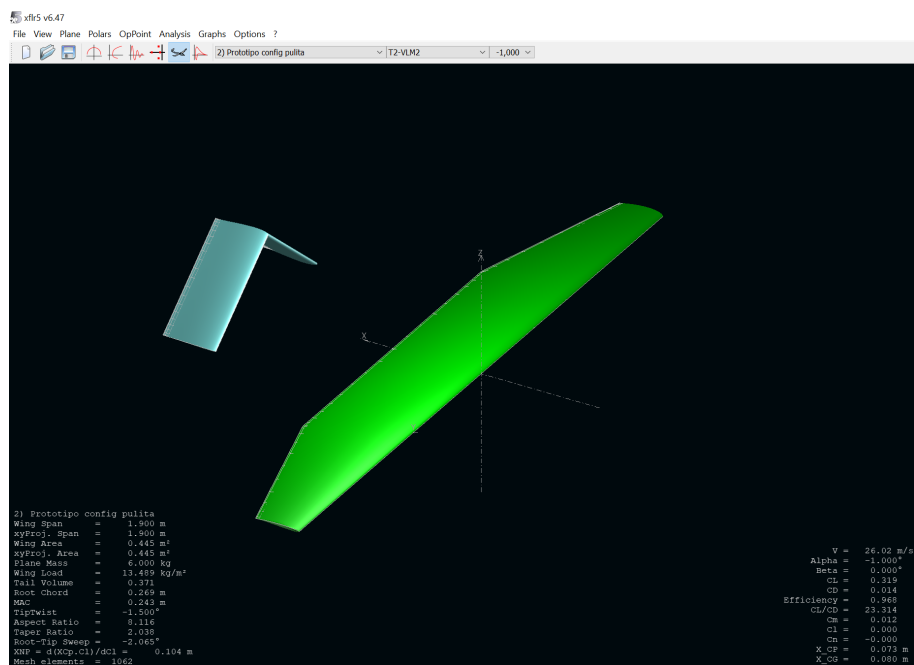 xflr5 v6.47
File View Plane Polars OpPoint Analysis Graphs Options ?
2) Prototipo config pulita T2-VLM2 -1,000
Z
X
2) Prototipo config pulita
Wing Span = 1.900 m
xyProj. Span = 1.900 m
Wing Area = 0.445 m²
xyProj. Area = 0.445 m²
Plane Mass = 6.000 kg
Wing Load = 13.489 kg/m²
Tail Volume = 0.371
Root Chord = 0.269 m
MAC = 0.243 m
TipTwist = -1.500°
Aspect Ratio = 8.116
Taper Ratio = 2.038
Root-Tip Sweep = -2.065°
XNP = d(XCp.Cl)/dCl = 0.104 m
Mesh elements = 1062
V = 26.02 m/s
Alpha = -1.000°
Beta = 0.000°
CL = 0.319
CD = 0.014
Efficiency = 0.968
CL/CD = 23.314
Cm = 0.012
Cl = 0.000
Cn = -0.000
X_CP = 0.073 m
X_CG = 0.080 m